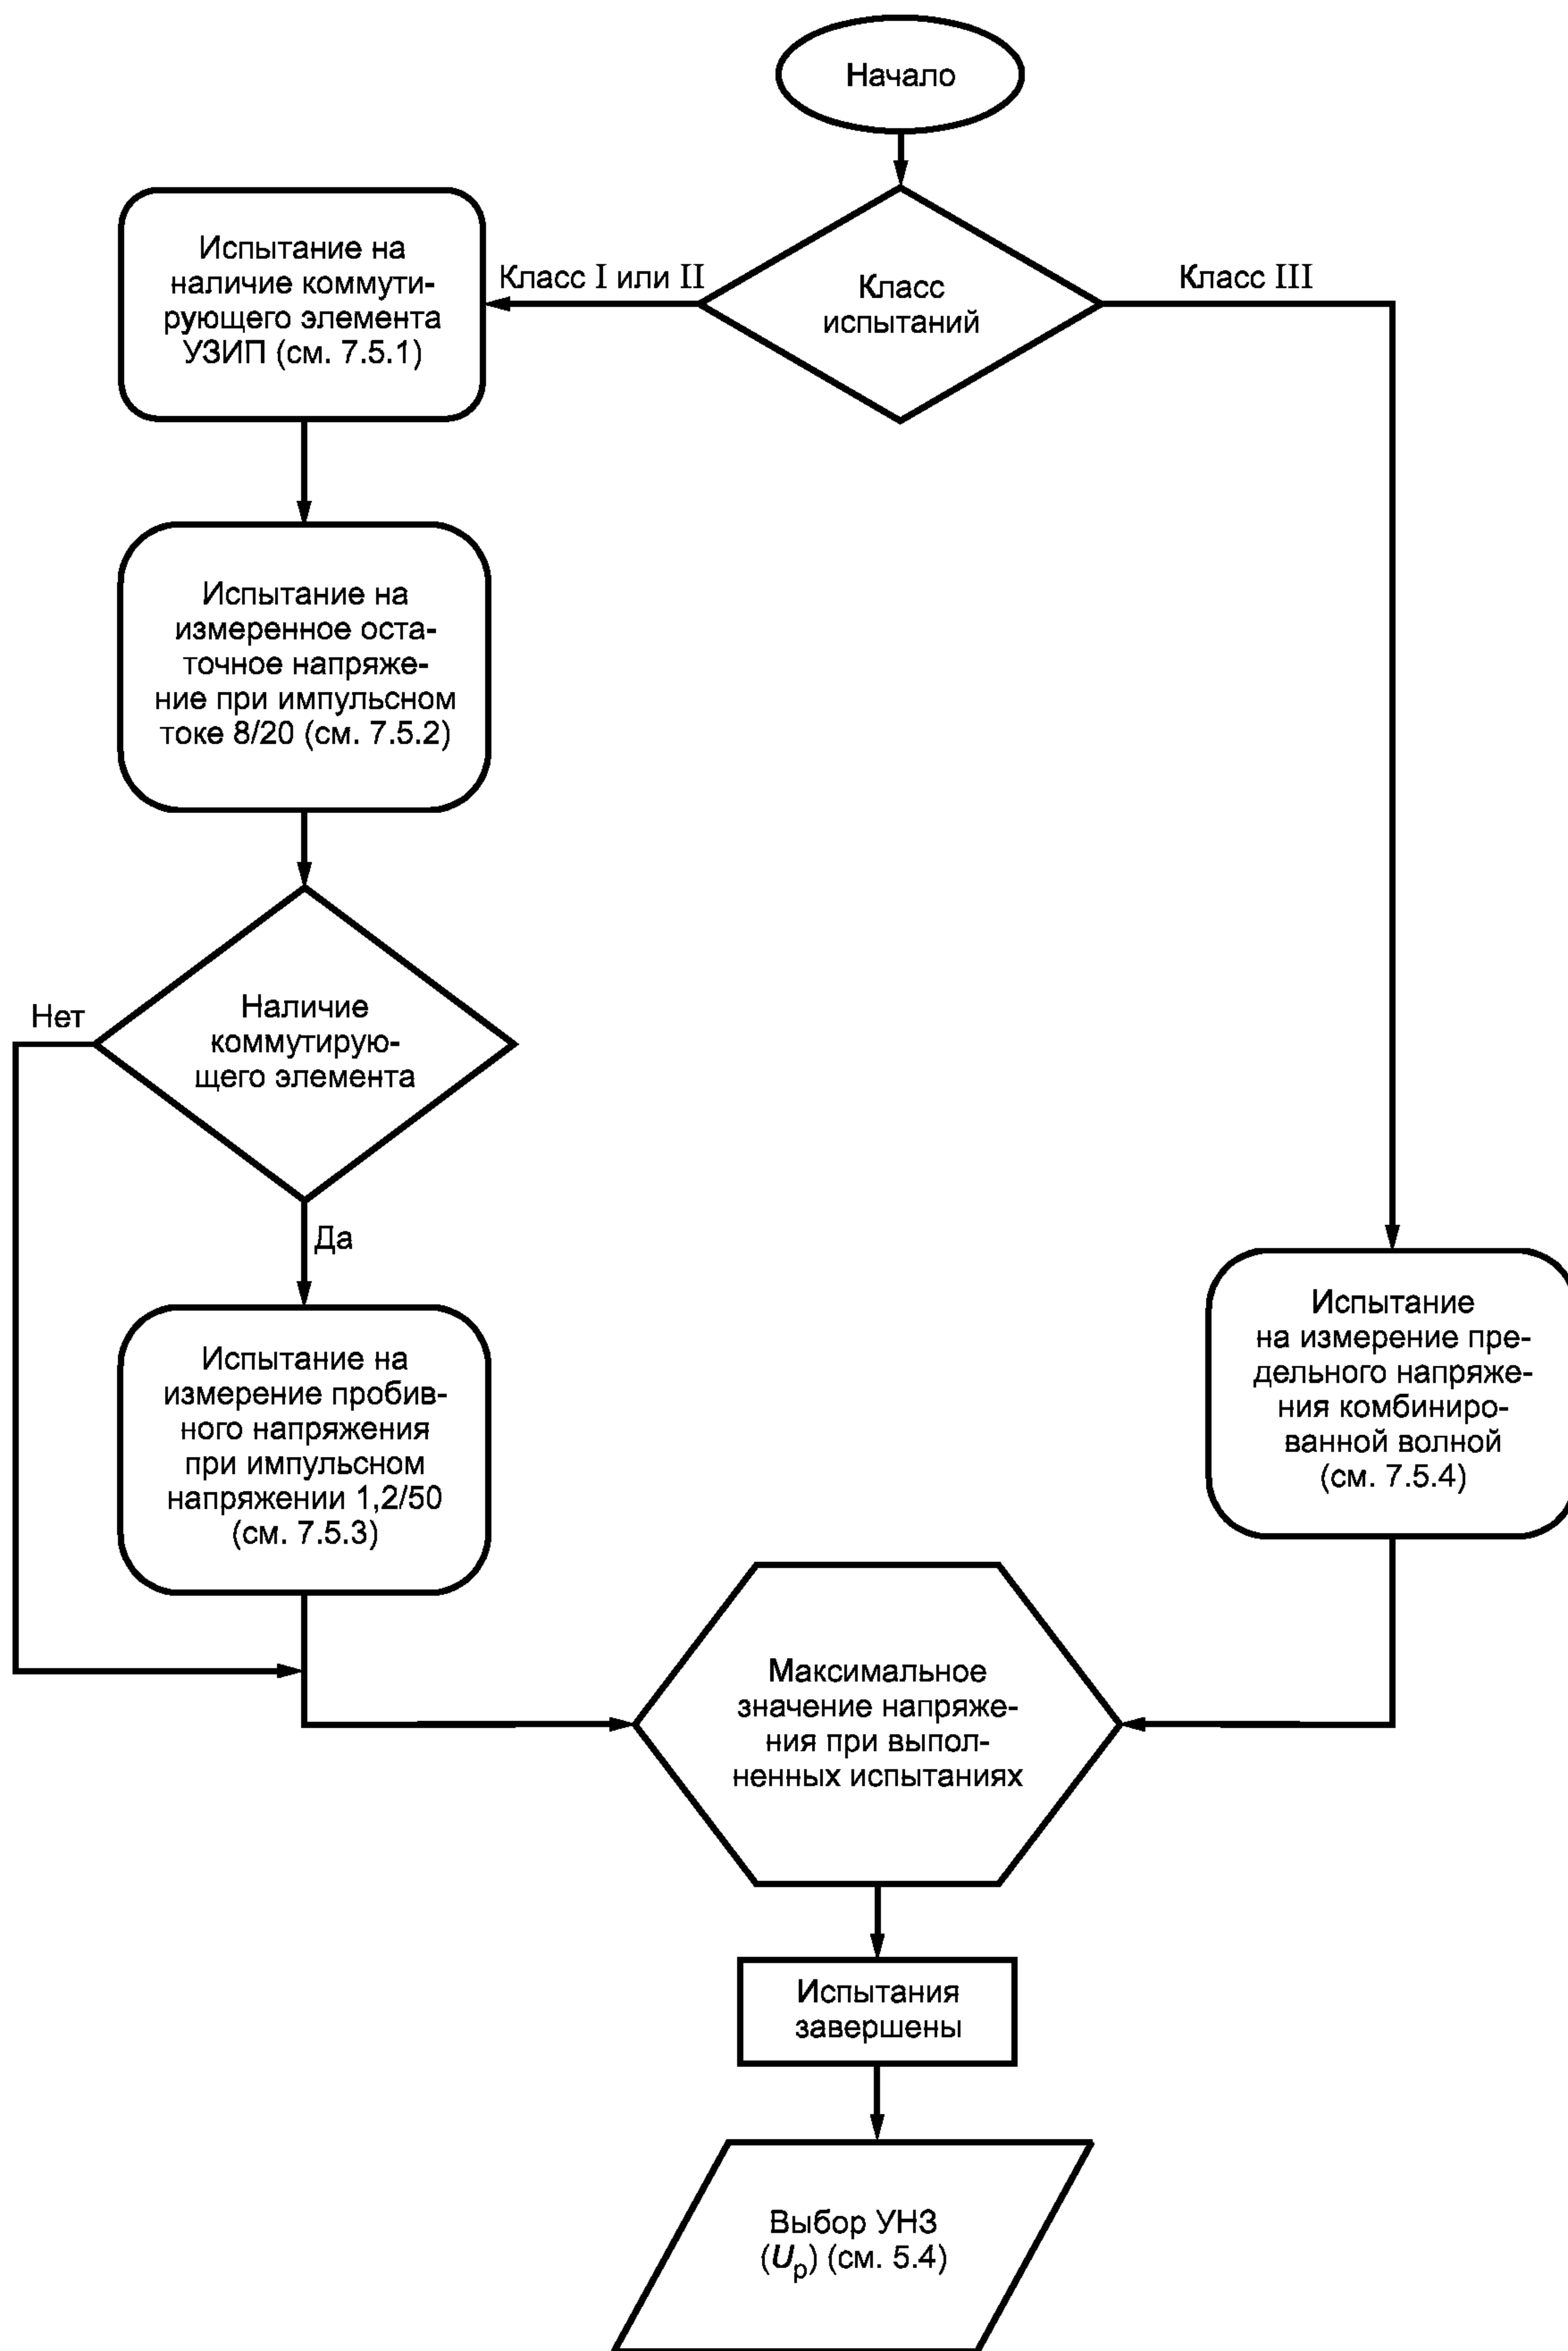 Начало
Испытание на
наличие коммути-
рующего элемента
УЗИП (см. 7.5.1)
Класс I или II
Класс
испытаний
Класс III
Испытание на
измеренное оста-
точное напряже-
ние при импульсном
токе 8/20 (см. 7.5.2)
Нет
Наличие
коммутирую-
щего элемента
Да
Испытание на
измерение пробив-
ного напряжения
при импульсном
напряжении 1,2/50
(см. 7.5.3)
Испытание
на измерение пре-
дельного напряже-
ния комбиниро-
ванной волной
(см. 7.5.4)
Максимальное
значение напряже-
ния при выпол-
ненных испытаниях
Испытания
завершены
Выбор УНЗ
(Uр) (см. 5.4)